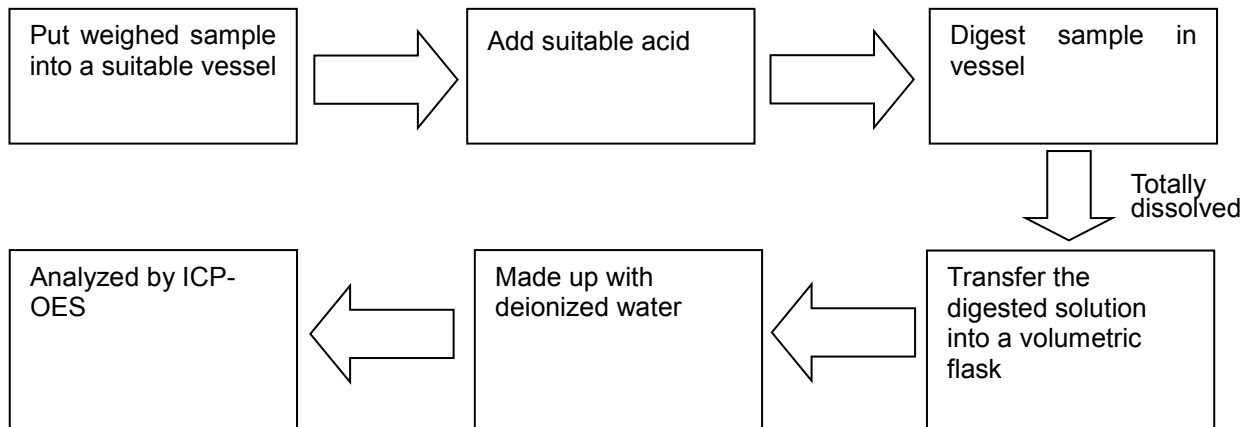 Put weighed sample
into a suitable vessel
Add suitable acid
Digest sample in
vessel
Totally
dissolved
Transfer the
digested solution
into a volumetric
flask
Made up with
deionized water
Analyzed by ICP-
OES